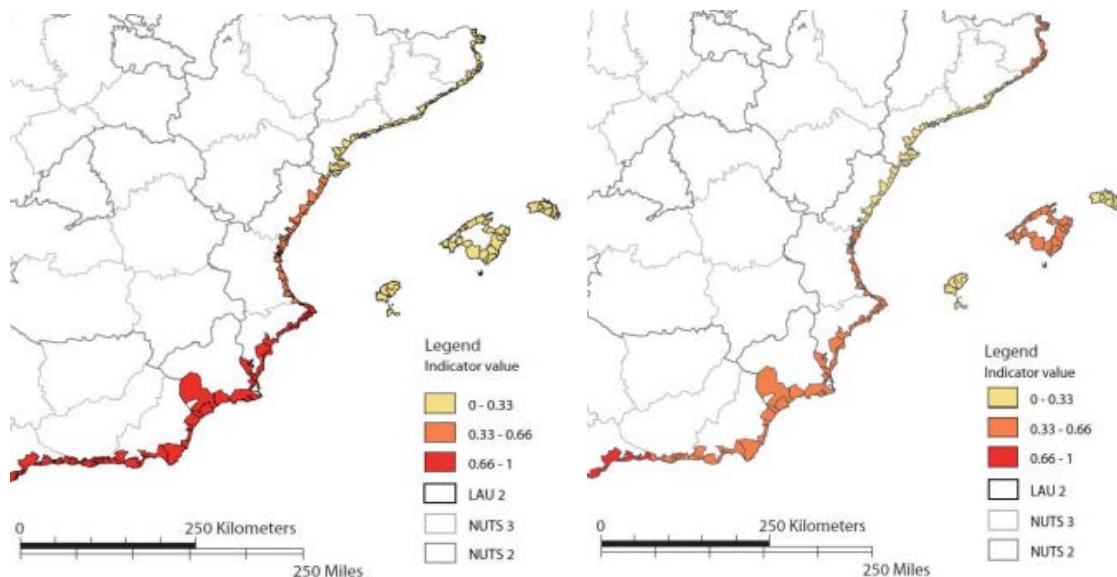 Legend
Indicator value
0 - 0.33
0.33 - 0.66
0.66 - 1
LAU 2
NUTS 3
NUTS 2
0 250 Kilometers
250 Miles
Legend
Indicator value
0 - 0.33
0.33 - 0.66
0.66 - 1
LAU 2
NUTS 3
NUTS 2
0 250 Kilometers
250 Miles